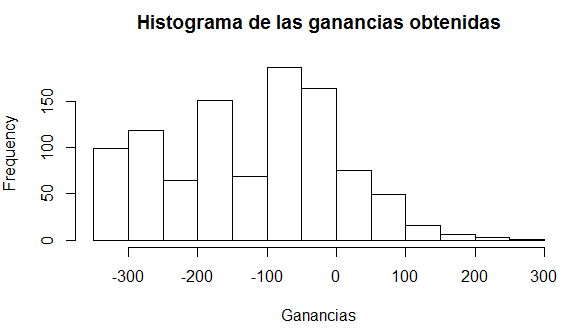 Histograma de las ganancias obtenidas
Frequency
150
100
50
0
-300 -200 -100 0 100 200 300
Ganancias